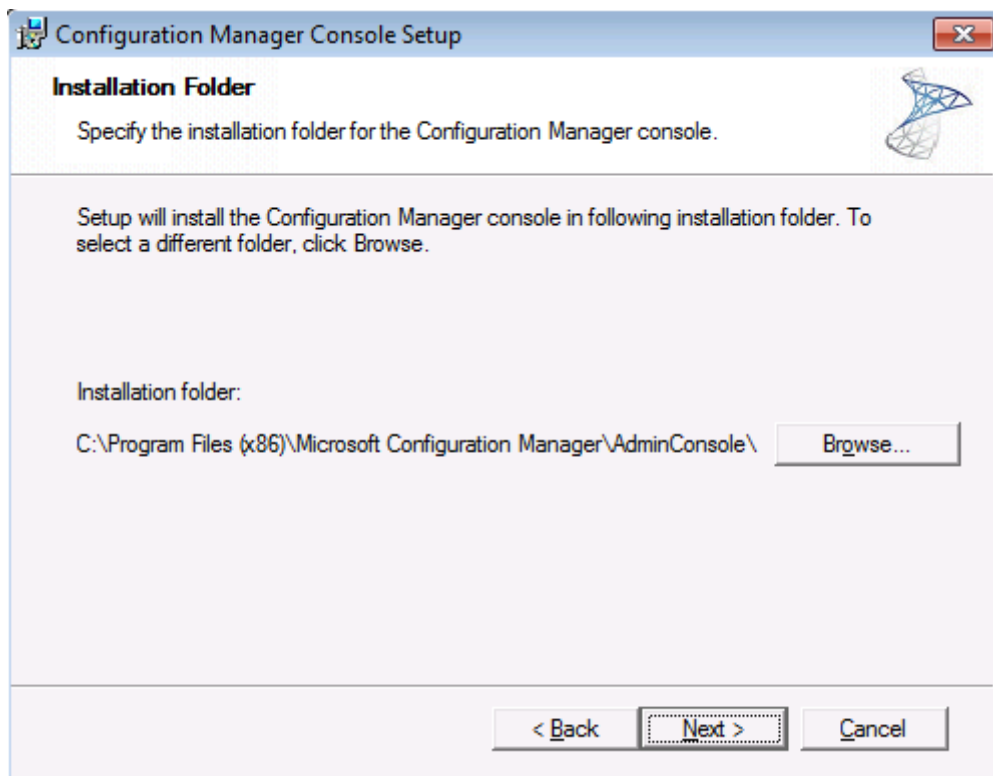 Configuration Manager Console Setup
Installation Folder
Specify the installation folder for the Configuration Manager console.
Setup will install the Configuration Manager console in following installation folder. To
select a different folder, click Browse.
Installation folder:
C:\Program Files (x86)\Microsoft Configuration Manager\AdminConsole\ Browse...
< Back Next > Cancel